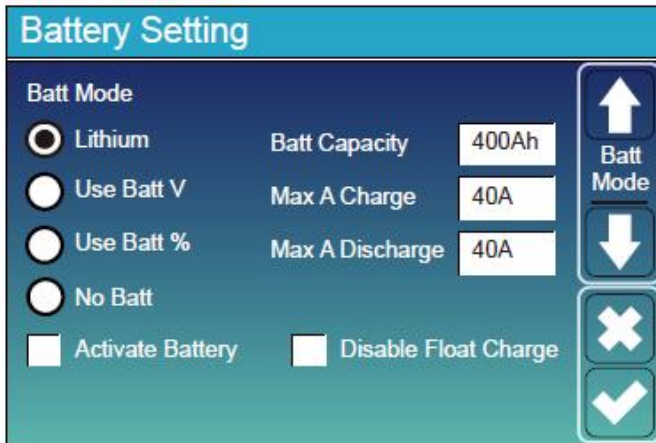 Battery Setting
Batt Mode
Lithium
Batt Capacity 400Ah
Use Batt V
Max A Charge 40A
Use Batt %
Max A Discharge 40A
No Batt
Activate Battery
Disable Float Charge
Batt
Mode